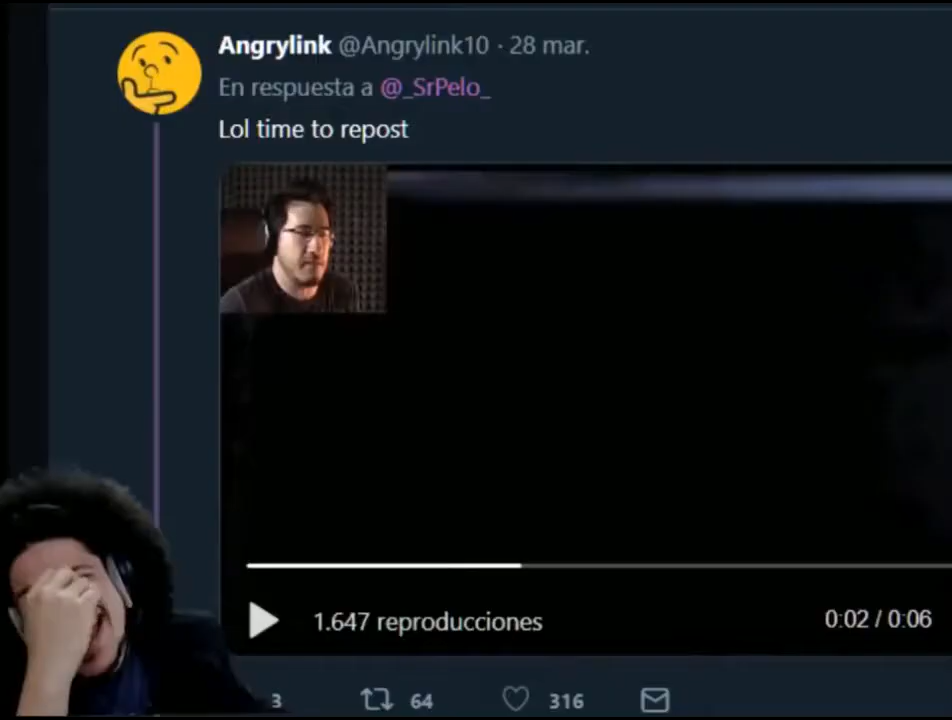 Angrylink @Angrylink10 · 28 mar.
En respuesta a @_SrPelo_
Lol time to repost
1.647 reproducciones 0:02 / 0:06
3 64 316